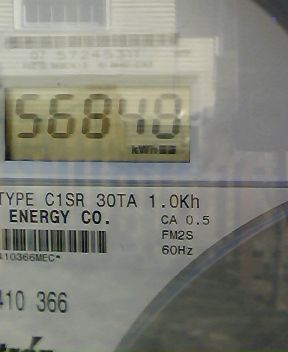 56848
kWh
TYPE C1SR 30TA 1.0Kh
ENERGY CO.
CA 0.5
FM2S
60Hz
410366MEC*
410 366